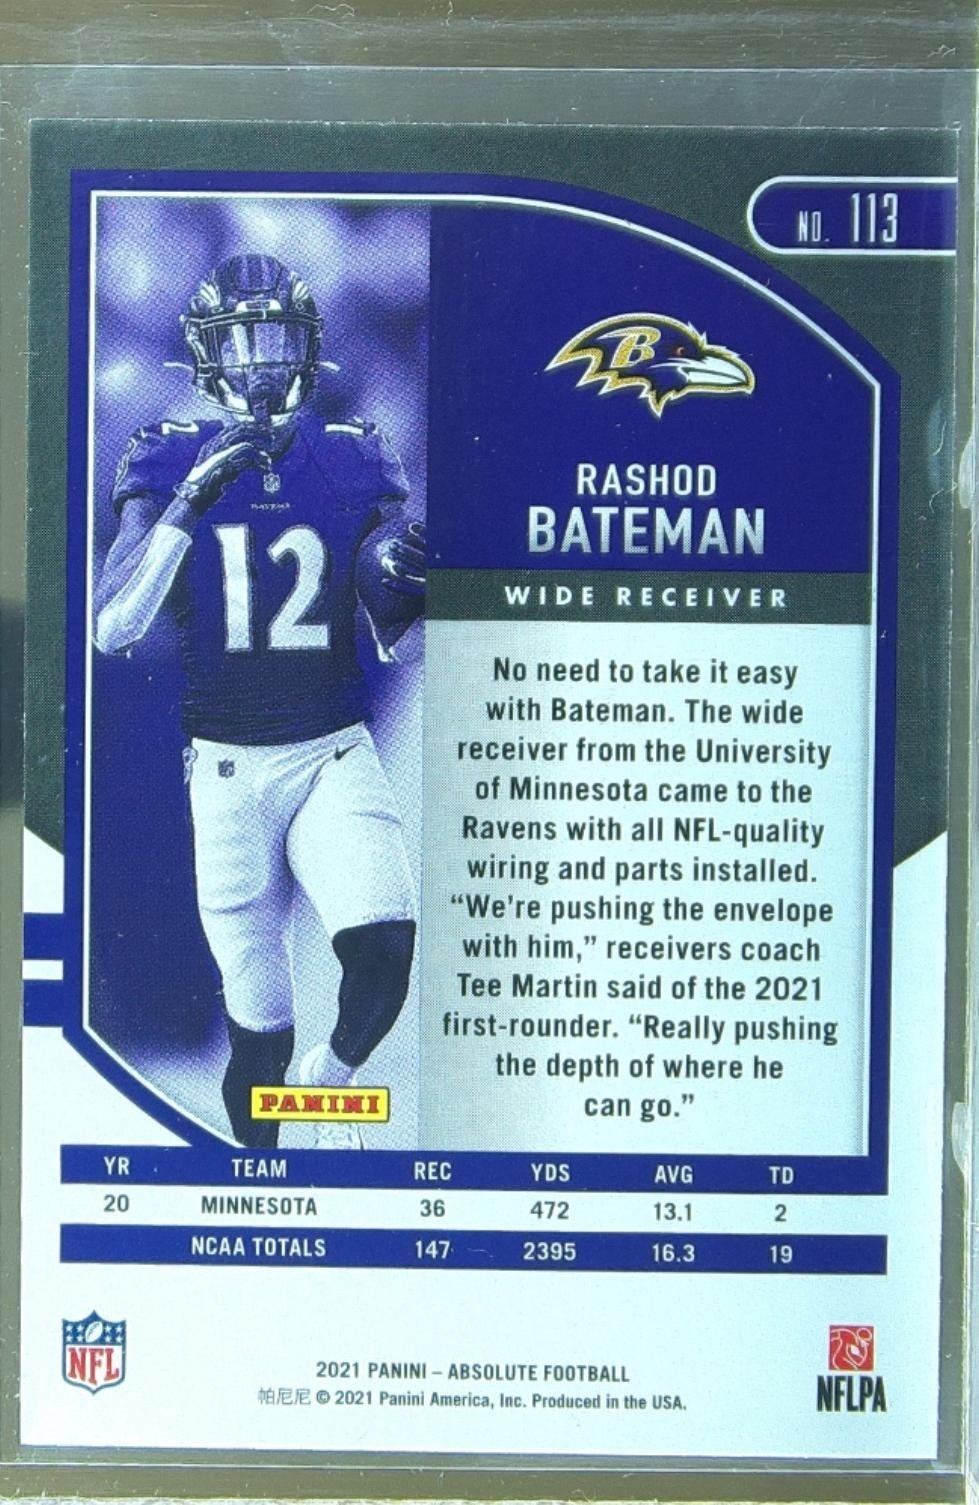 NO. 113
B
RASHOD
BATEMAN
WIDE RECEIVER
12
RAVENS
No need to take it easy
with Bateman. The wide
receiver from the University
of Minnesota came to the
Ravens with all NFL-quality
wiring and parts installed.
“We're pushing the envelope
with him,” receivers coach
Tee Martin said of the 2021
first-rounder. “Really pushing
the depth of where he
can go.”
PANINI
YR TEAM REC YDS AVG TD
20 MINNESOTA 36 472 13.1 2
NCAA TOTALS 147 2395 16.3 19
NFL
2021 PANINI – ABSOLUTE FOOTBALL
帕尼尼 © 2021 Panini America, Inc. Produced in the USA.
NFLPA